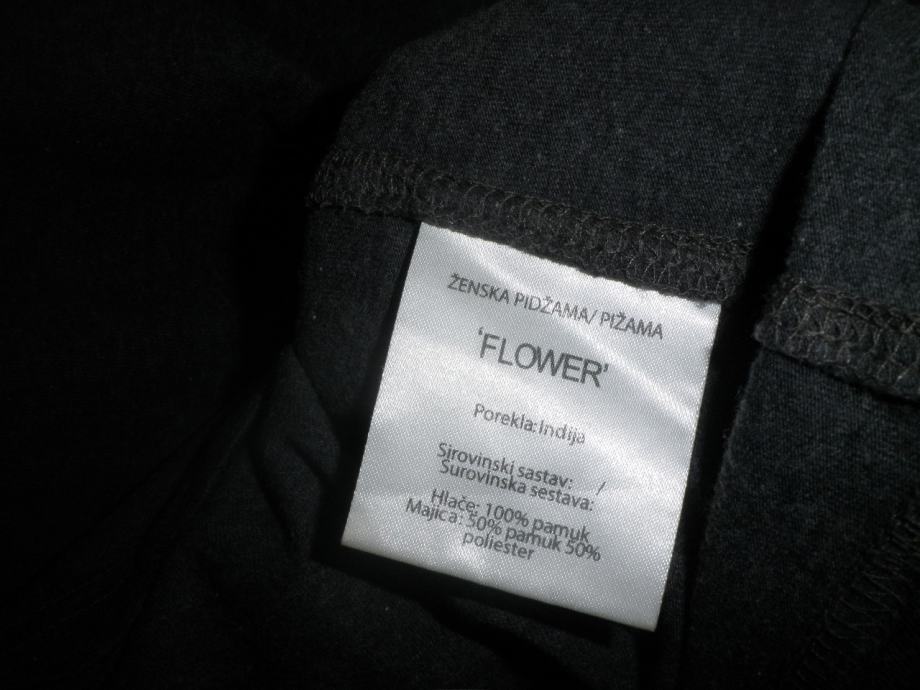 ŽENSKA PIDŽAMA/ PIŽAMA
'FLOWER'
Porekla: Indija
Sirovinski sastav: /
Surovinska sestava:
Hlače: 100% pamuk
Majica: 50% pamuk 50%
poliester